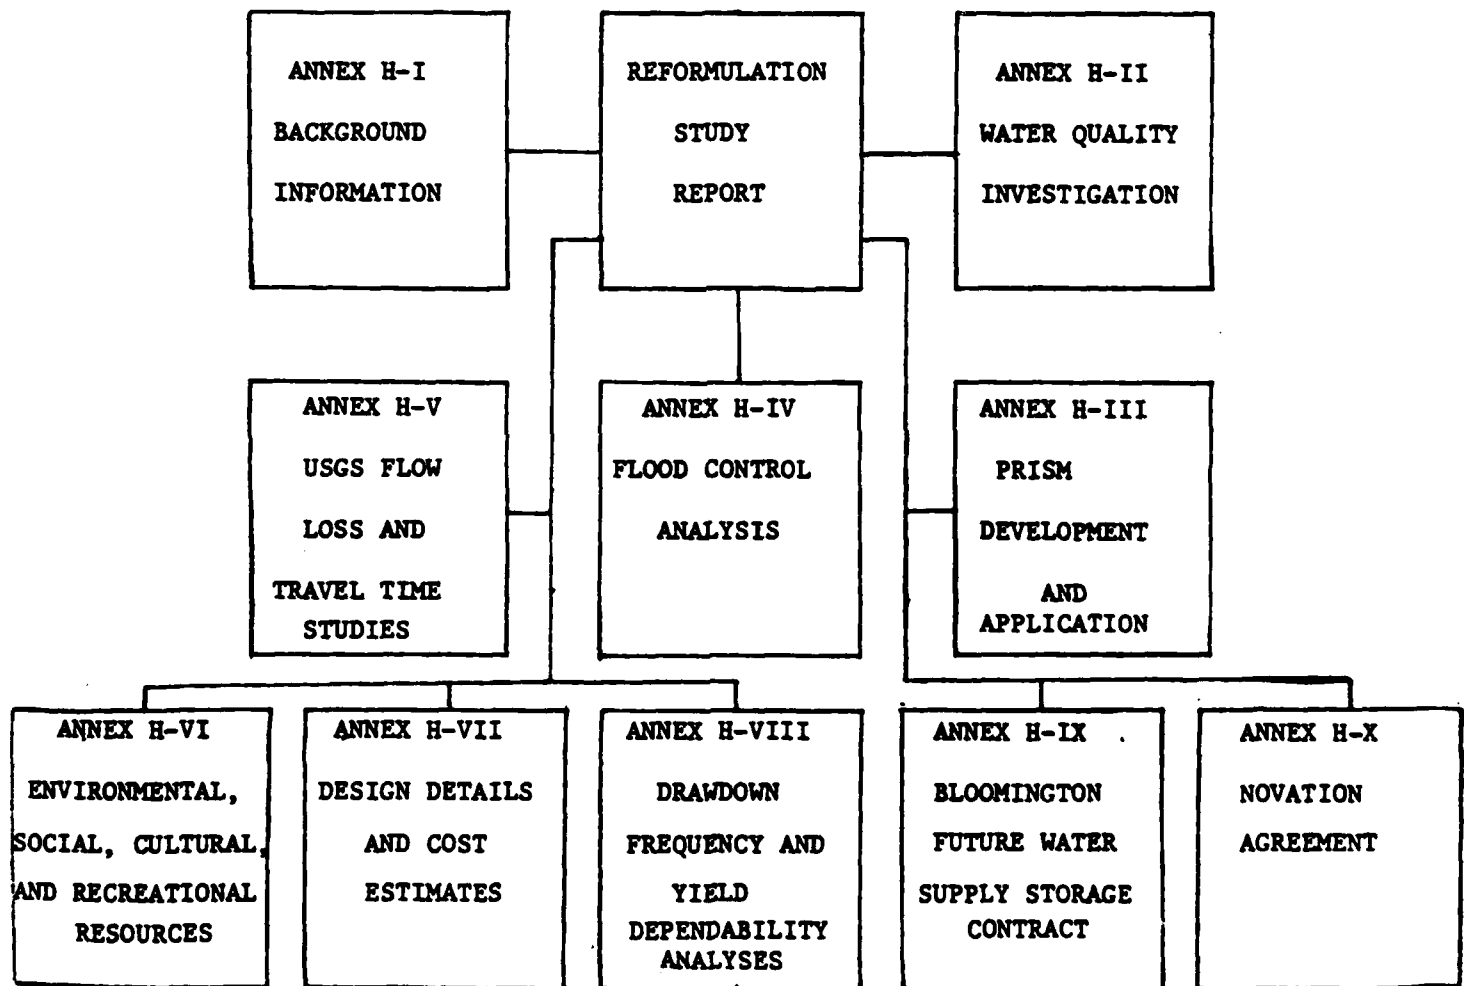 ANNEX H-I
BACKGROUND
INFORMATION
REFORMULATION
STUDY
REPORT
ANNEX H-II
WATER QUALITY
INVESTIGATION
ANNEX H-V
USGS FLOW
LOSS AND
TRAVEL TIME
STUDIES
ANNEX H-IV
FLOOD CONTROL
ANALYSIS
ANNEX H-III
PRISM
DEVELOPMENT
AND
APPLICATION
ANNEX H-VI
ENVIRONMENTAL,
SOCIAL, CULTURAL,
AND RECREATIONAL
RESOURCES
ANNEX H-VII
DESIGN DETAILS
AND COST
ESTIMATES
ANNEX H-VIII
DRAWDOWN
FREQUENCY AND
YIELD
DEPENDABILITY
ANALYSES
ANNEX H-IX
BLOOMINGTON
FUTURE WATER
SUPPLY STORAGE
CONTRACT
ANNEX H-X
NOVATION
AGREEMENT